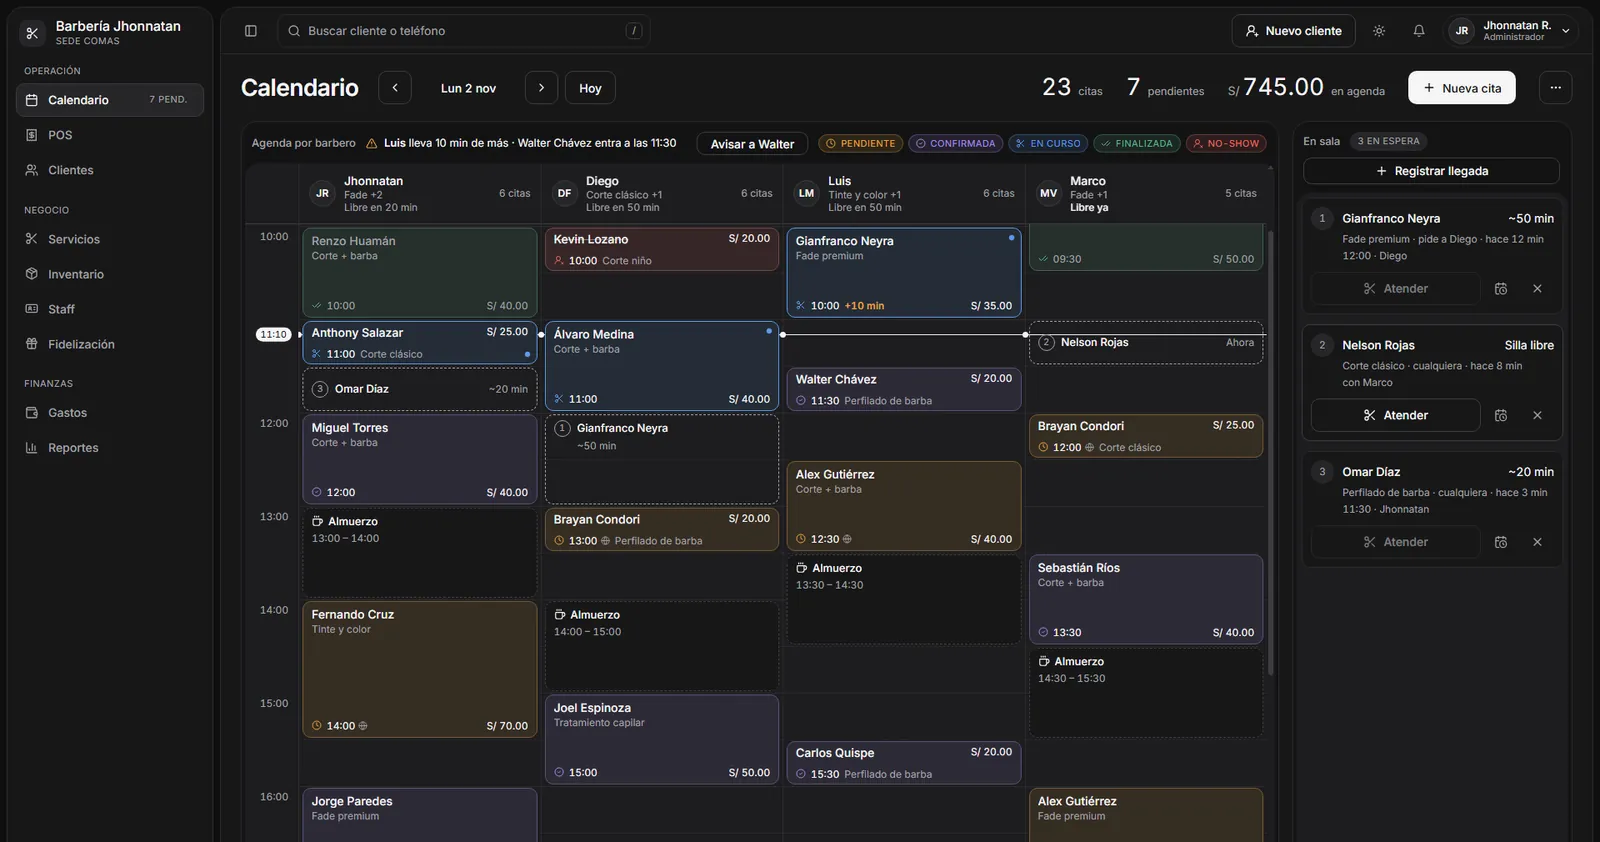 Barbería Jhonnatan
SEDE COMAS
OPERACIÓN
Calendario 7 PEND.
POS
Clientes
NEGOCIO
Servicios
Inventario
Staff
Fidelización
FINANZAS
Gastos
Reportes
Buscar cliente o teléfono /
Nuevo cliente
JR Jhonnatan R.
Administrador
Calendario
Lun 2 nov
Hoy
23 citas 7 pendientes S/ 745.00 en agenda
+ Nueva cita
Agenda por barbero Luis lleva 10 min de más · Walter Chávez entra a las 11:30
Avisar a Walter
PENDIENTE CONFIRMADA EN CURSO FINALIZADA NO-SHOW
JR Jhonnatan
Fade +2
Libre en 20 min
6 citas
DF Diego
Corte clásico +1
Libre en 50 min
6 citas
LM Luis
Tinte y color +1
Libre en 50 min
6 citas
MV Marco
Fade +1
Libre ya
5 citas
10:00
11:10
12:00
13:00
14:00
15:00
16:00
Renzo Huamán
Corte + barba
10:00 S/ 40.00
Anthony Salazar S/ 25.00
11:00 Corte clásico
3 Omar Díaz ~20 min
Miguel Torres
Corte + barba
12:00 S/ 40.00
Almuerzo
13:00 – 14:00
Fernando Cruz
Tinte y color
14:00 S/ 70.00
Jorge Paredes
Fade premium
Kevin Lozano S/ 20.00
10:00 Corte niño
Álvaro Medina
Corte + barba
11:00 S/ 40.00
1 Gianfranco Neyra
~50 min
Brayan Condori S/ 20.00
13:00 Perfilado de barba
Almuerzo
14:00 – 15:00
Joel Espinoza
Tratamiento capilar
15:00 S/ 50.00
Gianfranco Neyra
Fade premium
10:00 +10 min S/ 35.00
Walter Chávez S/ 20.00
11:30 Perfilado de barba
Alex Gutiérrez
Corte + barba
12:30 S/ 40.00
Almuerzo
13:30 – 14:30
Carlos Quispe S/ 20.00
15:30 Perfilado de barba
09:30 S/ 50.00
2 Nelson Rojas Ahora
Brayan Condori S/ 25.00
12:00 Corte clásico
Sebastián Ríos
Corte + barba
13:30 S/ 40.00
Almuerzo
14:30 – 15:30
Alex Gutiérrez
Fade premium
En sala 3 EN ESPERA
+ Registrar llegada
1 Gianfranco Neyra ~50 min
Fade premium · pide a Diego · hace 12 min
12:00 · Diego
Atender
2 Nelson Rojas Silla libre
Corte clásico · cualquiera · hace 8 min
con Marco
Atender
3 Omar Díaz ~20 min
Perfilado de barba · cualquiera · hace 3 min
11:30 · Jhonnatan
Atender